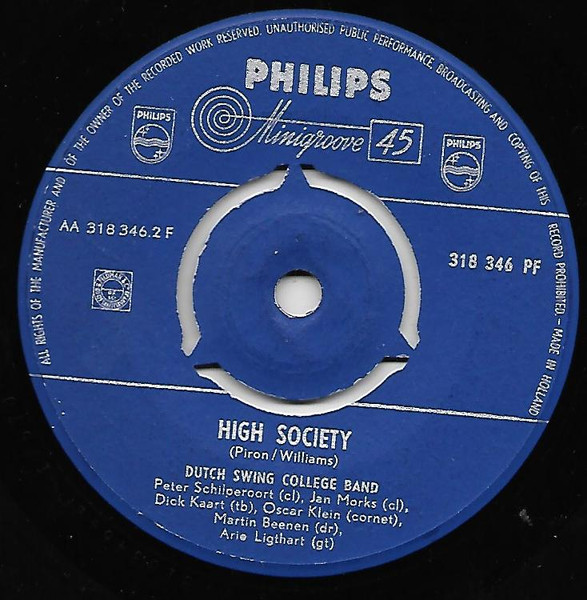 ALL RIGHTS OF THE MANUFACTURER AND OF THE OWNER OF THE RECORDED WORK RESERVED. UNAUTHORISED PUBLIC PERFORMANCE, BROADCASTING AND COPYING OF THIS RECORD PROHIBITED. - MADE IN HOLLAND
PHILIPS
Minigroove 45
PHILIPS
PHILIPS
AA 318 346.2 F
318 346 PF
HIGH SOCIETY
(Piron/Williams)
DUTCH SWING COLLEGE BAND
Peter Schilperoort (cl), Jan Morks (cl),
Dick Kaart (tb), Oscar Klein (cornet),
Martin Beenen (dr),
Arie Ligthart (gt)